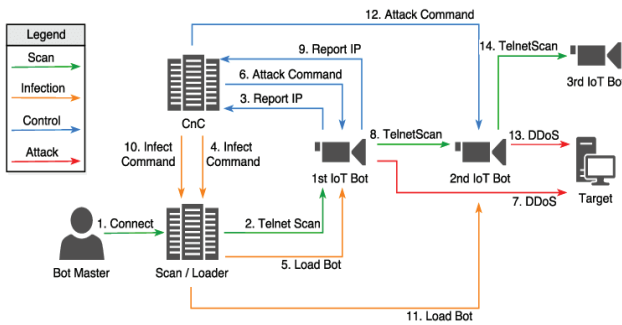 Legend
Scan
Infection
Control
Attack
12. Attack Command
9. Report IP
6. Attack Command
3. Report IP
14. TelnetScan
3rd IoT Bot
CnC
10. Infect
Command
4. Infect
Command
8. TelnetScan
13. DDoS
1st IoT Bot
2nd IoT Bot
7. DDoS
Target
1. Connect
2. Telnet Scan
5. Load Bot
Bot Master
Scan / Loader
11. Load Bot